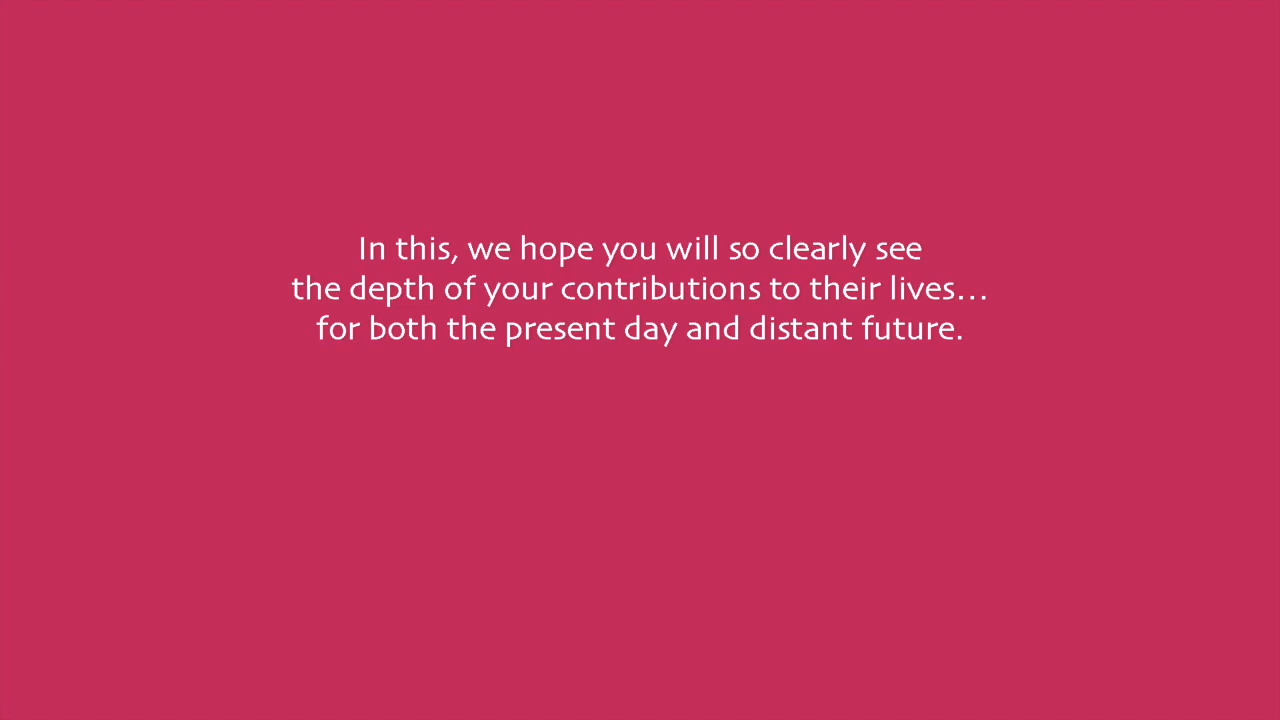 In this, we hope you will so clearly see
the depth of your contributions to their lives…
for both the present day and distant future.